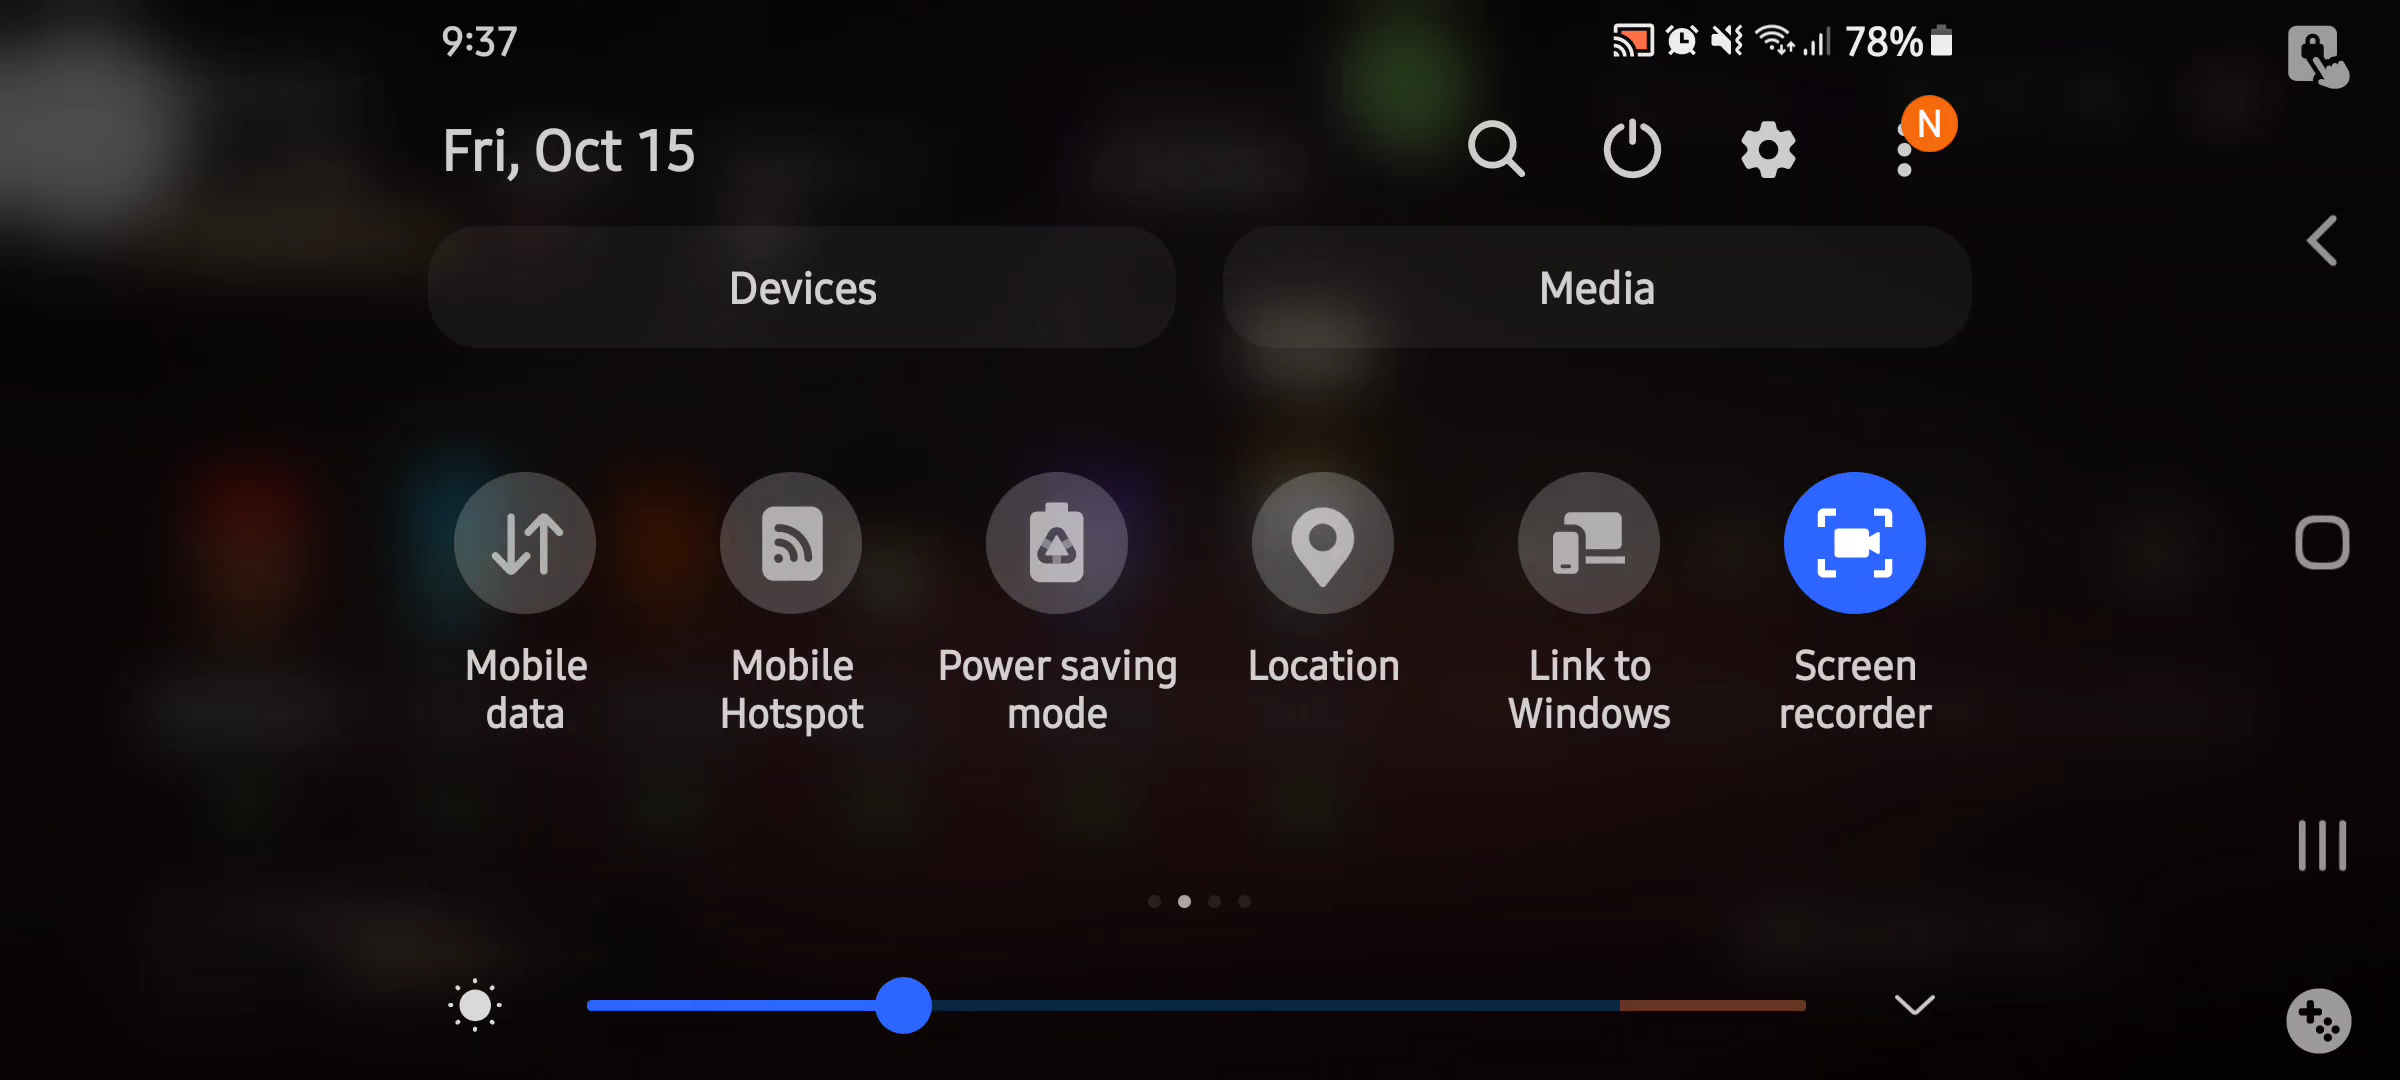 9:37
78%
Fri, Oct 15
N
Devices
Media
Mobile
data
Mobile
Hotspot
Power saving
mode
Location
Link to
Windows
Screen
recorder